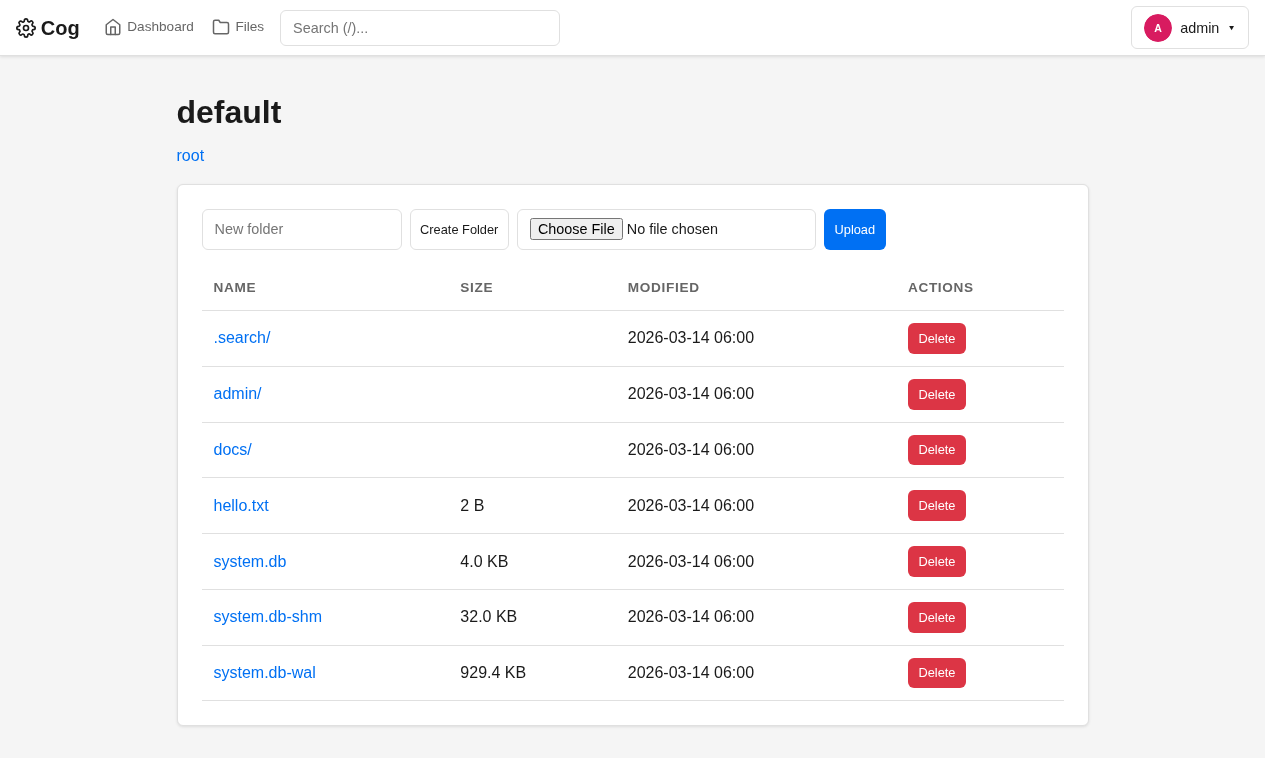 Cog Dashboard Files Search (/)... A admin ▾
default
root
New folder Create Folder Choose File No file chosen Upload
NAME SIZE MODIFIED ACTIONS
.search/ 2026-03-14 06:00 Delete
admin/ 2026-03-14 06:00 Delete
docs/ 2026-03-14 06:00 Delete
hello.txt 2 B 2026-03-14 06:00 Delete
system.db 4.0 KB 2026-03-14 06:00 Delete
system.db-shm 32.0 KB 2026-03-14 06:00 Delete
system.db-wal 929.4 KB 2026-03-14 06:00 Delete